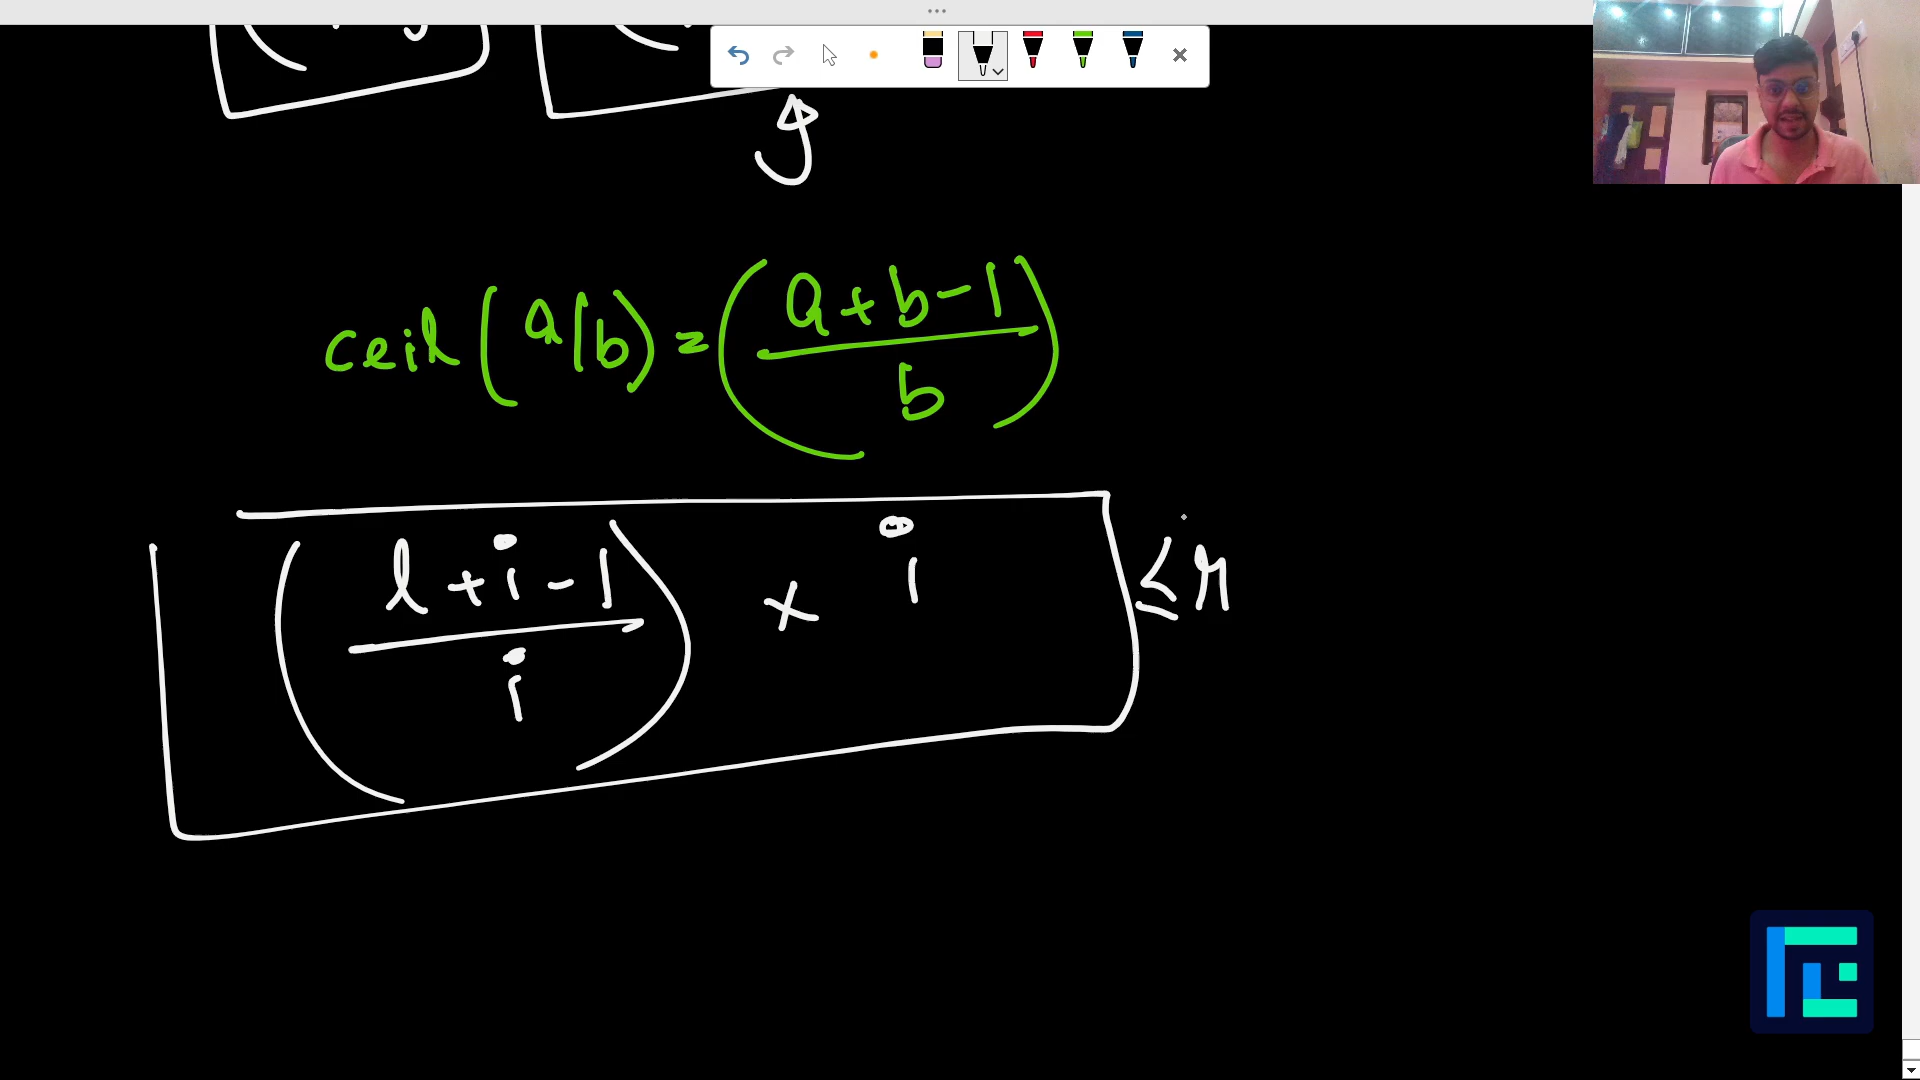 y
ceil (a/b) = (a+b-1 / b)
(l+i-1 / i) × i ≤ r